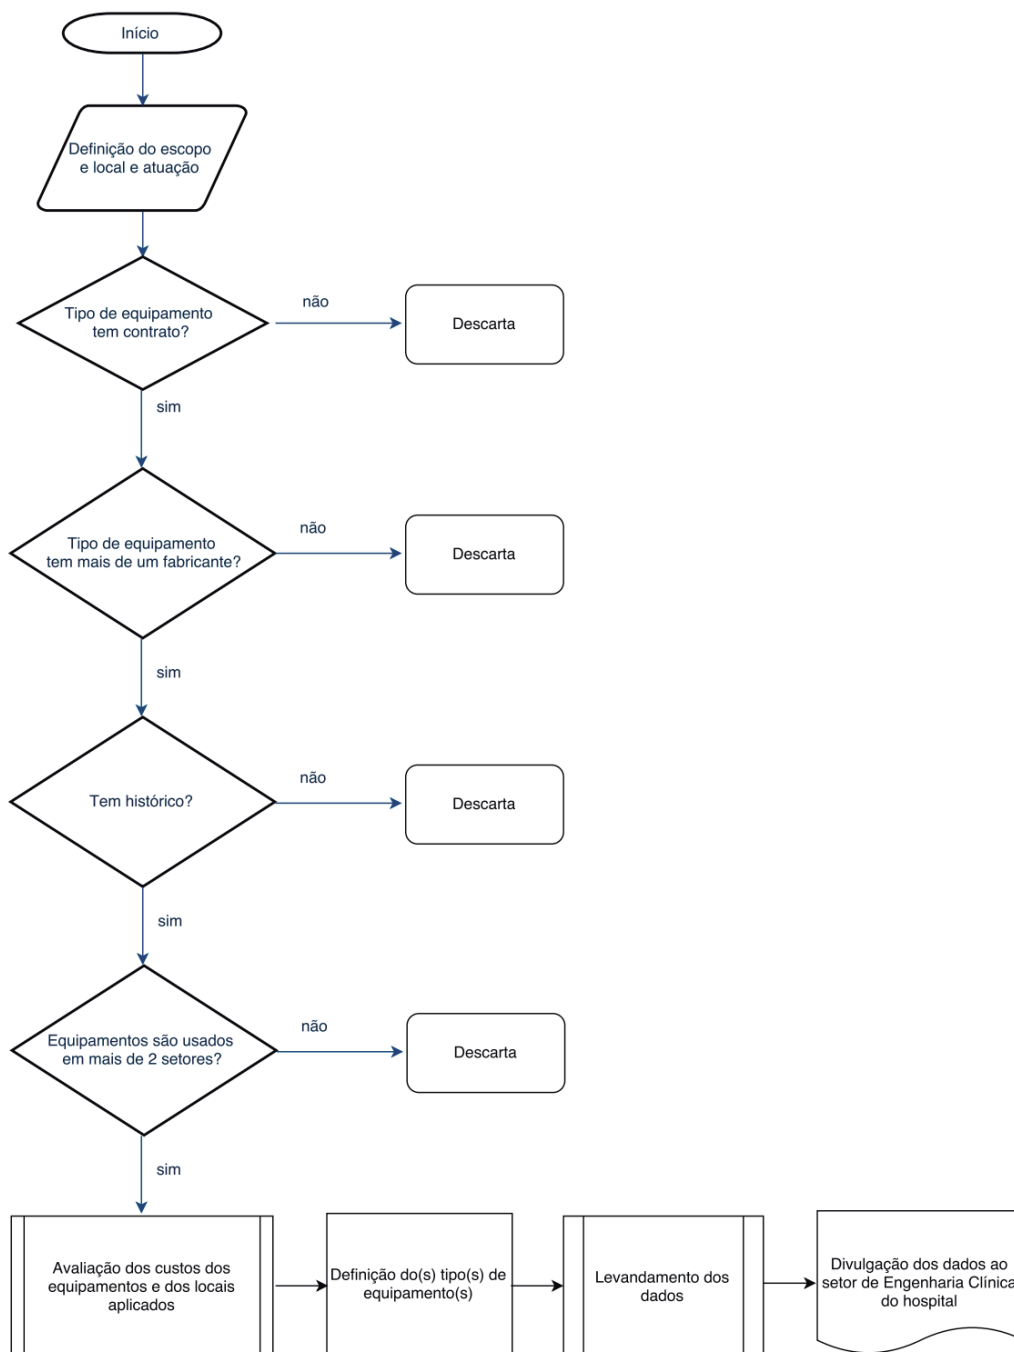 Início
Definição do escopo
e local e atuação
Tipo de equipamento
tem contrato?
não
Descarta
sim
Tipo de equipamento
tem mais de um fabricante?
não
Descarta
sim
Tem histórico?
não
Descarta
sim
Equipamentos são usados
em mais de 2 setores?
não
Descarta
sim
Avaliação dos custos dos
equipamentos e dos locais
aplicados
Definição do(s) tipo(s) de
equipamento(s)
Levandamento dos
dados
Divulgação dos dados ao
setor de Engenharia Clínica
do hospital